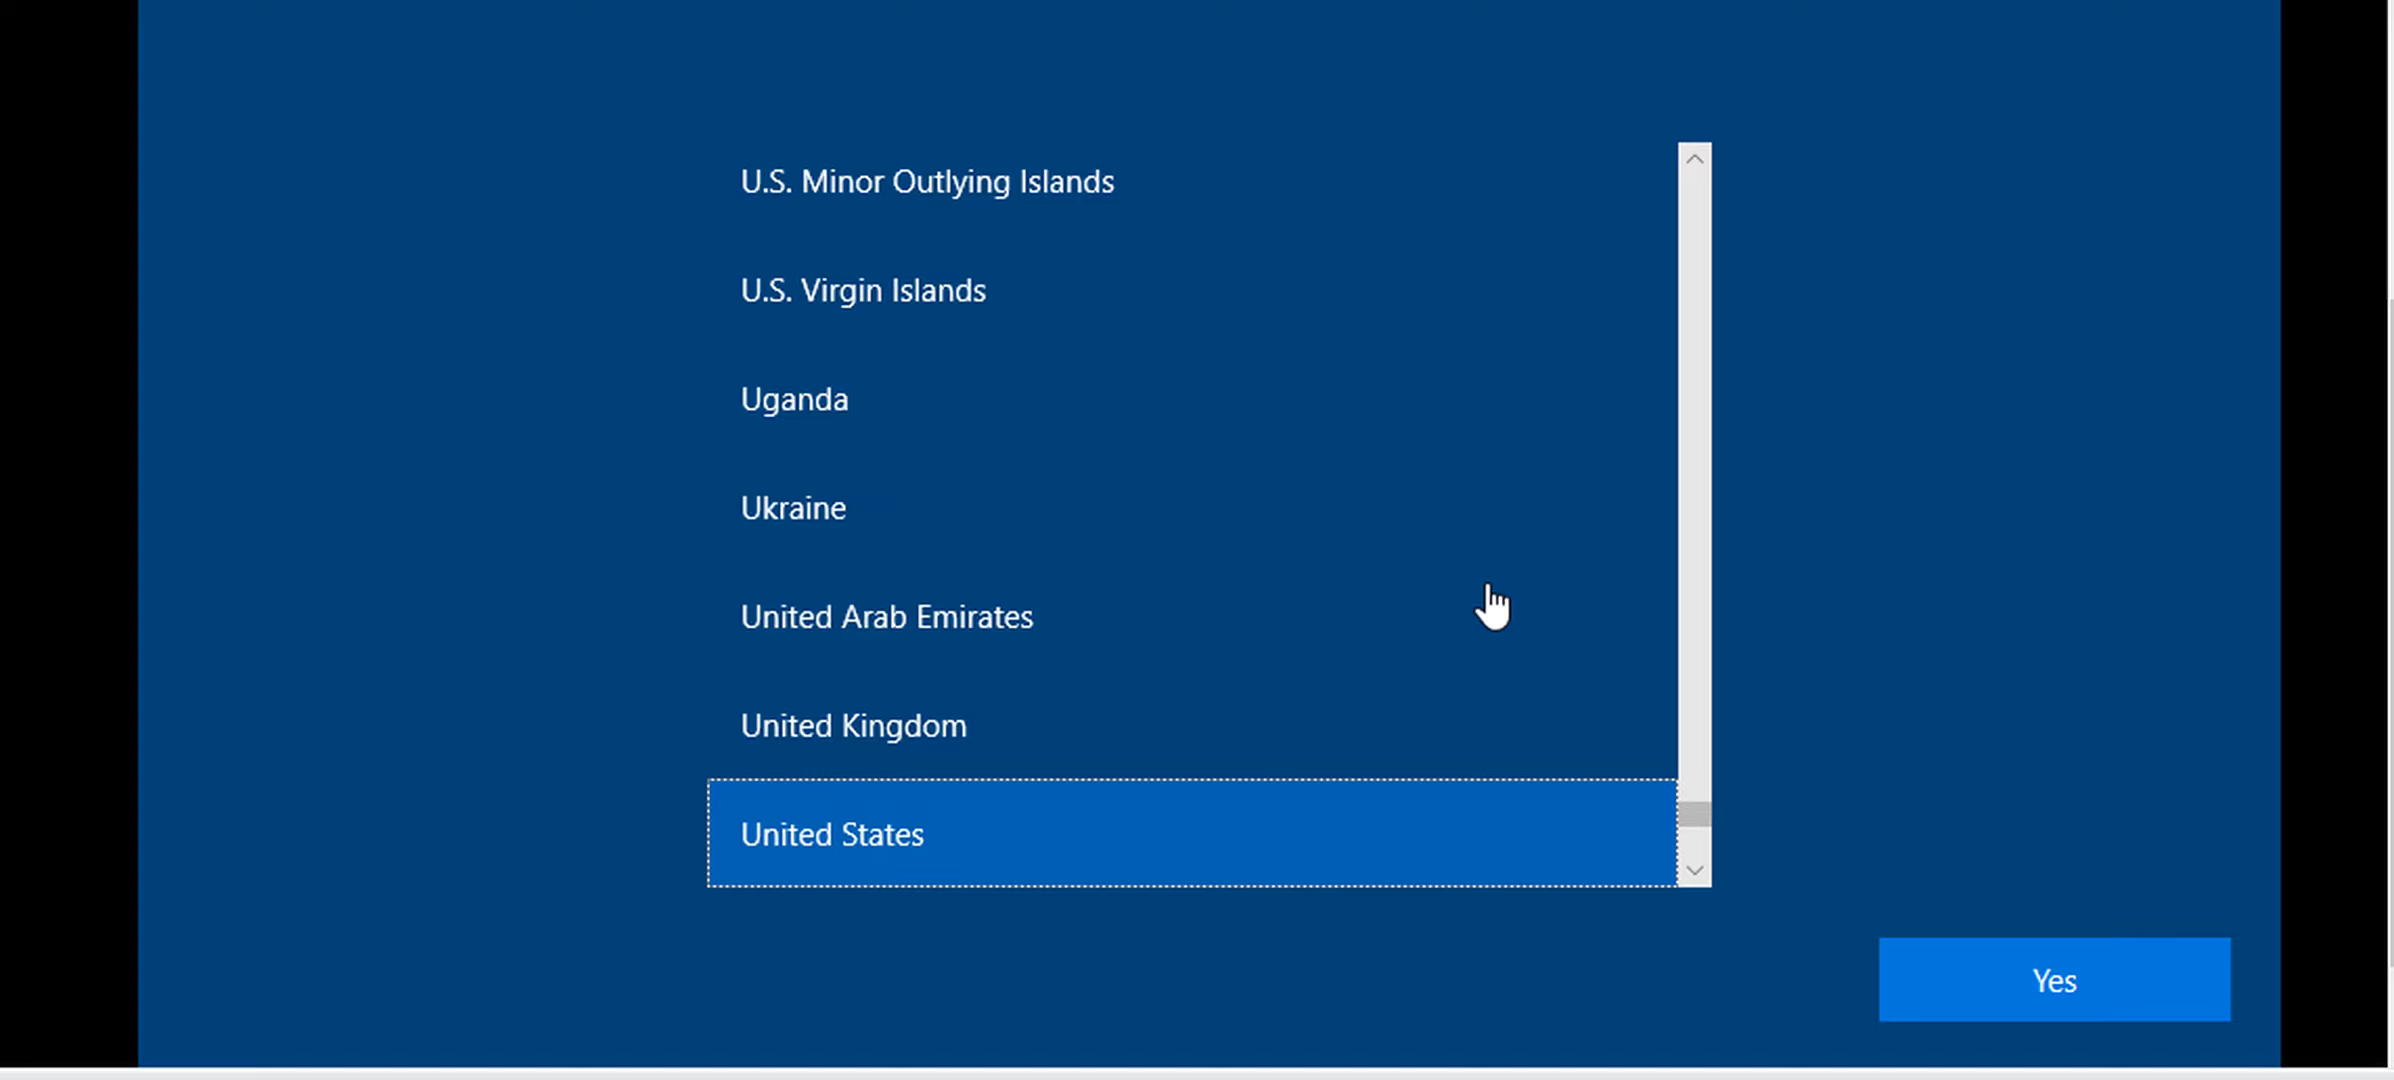 U.S. Minor Outlying Islands
U.S. Virgin Islands
Uganda
Ukraine
United Arab Emirates
United Kingdom
United States
Yes